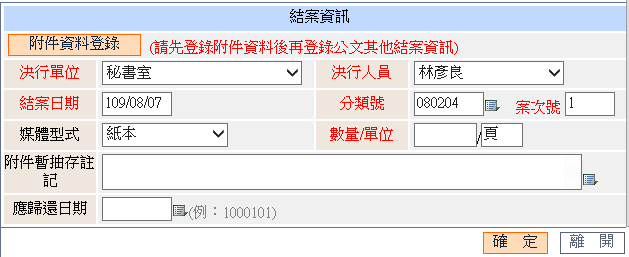 結案資訊
附件資料登錄 (請先登錄附件資料後再登錄公文其他結案資訊)
決行單位 秘書室 決行人員 林彥良
結案日期 109/08/07 分類號 080204 案次號 1
媒體型式 紙本 數量/單位 / 頁
附件暫抽存註
記
應歸還日期 (例：1000101)
確 定 離 開